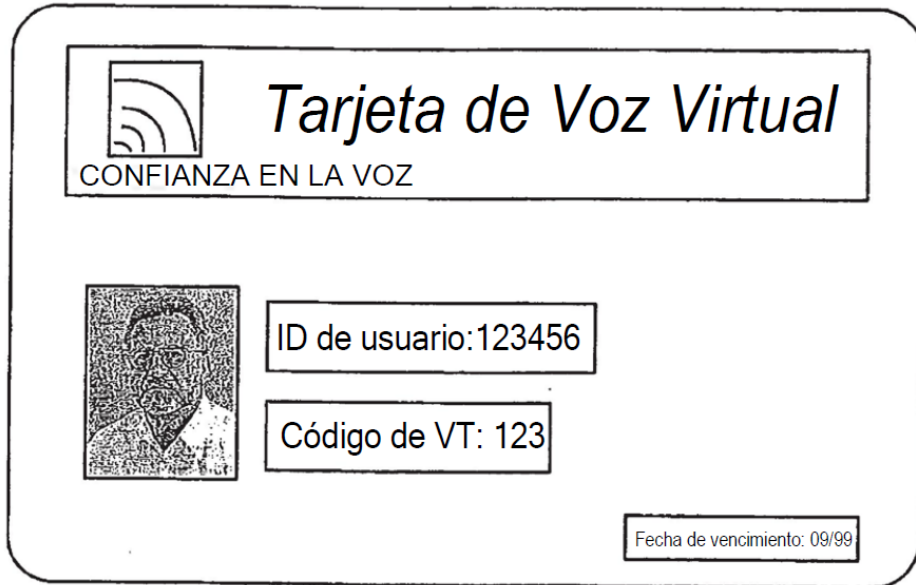 Tarjeta de Voz Virtual
CONFIANZA EN LA VOZ
ID de usuario:123456
Código de VT: 123
Fecha de vencimiento: 09/99